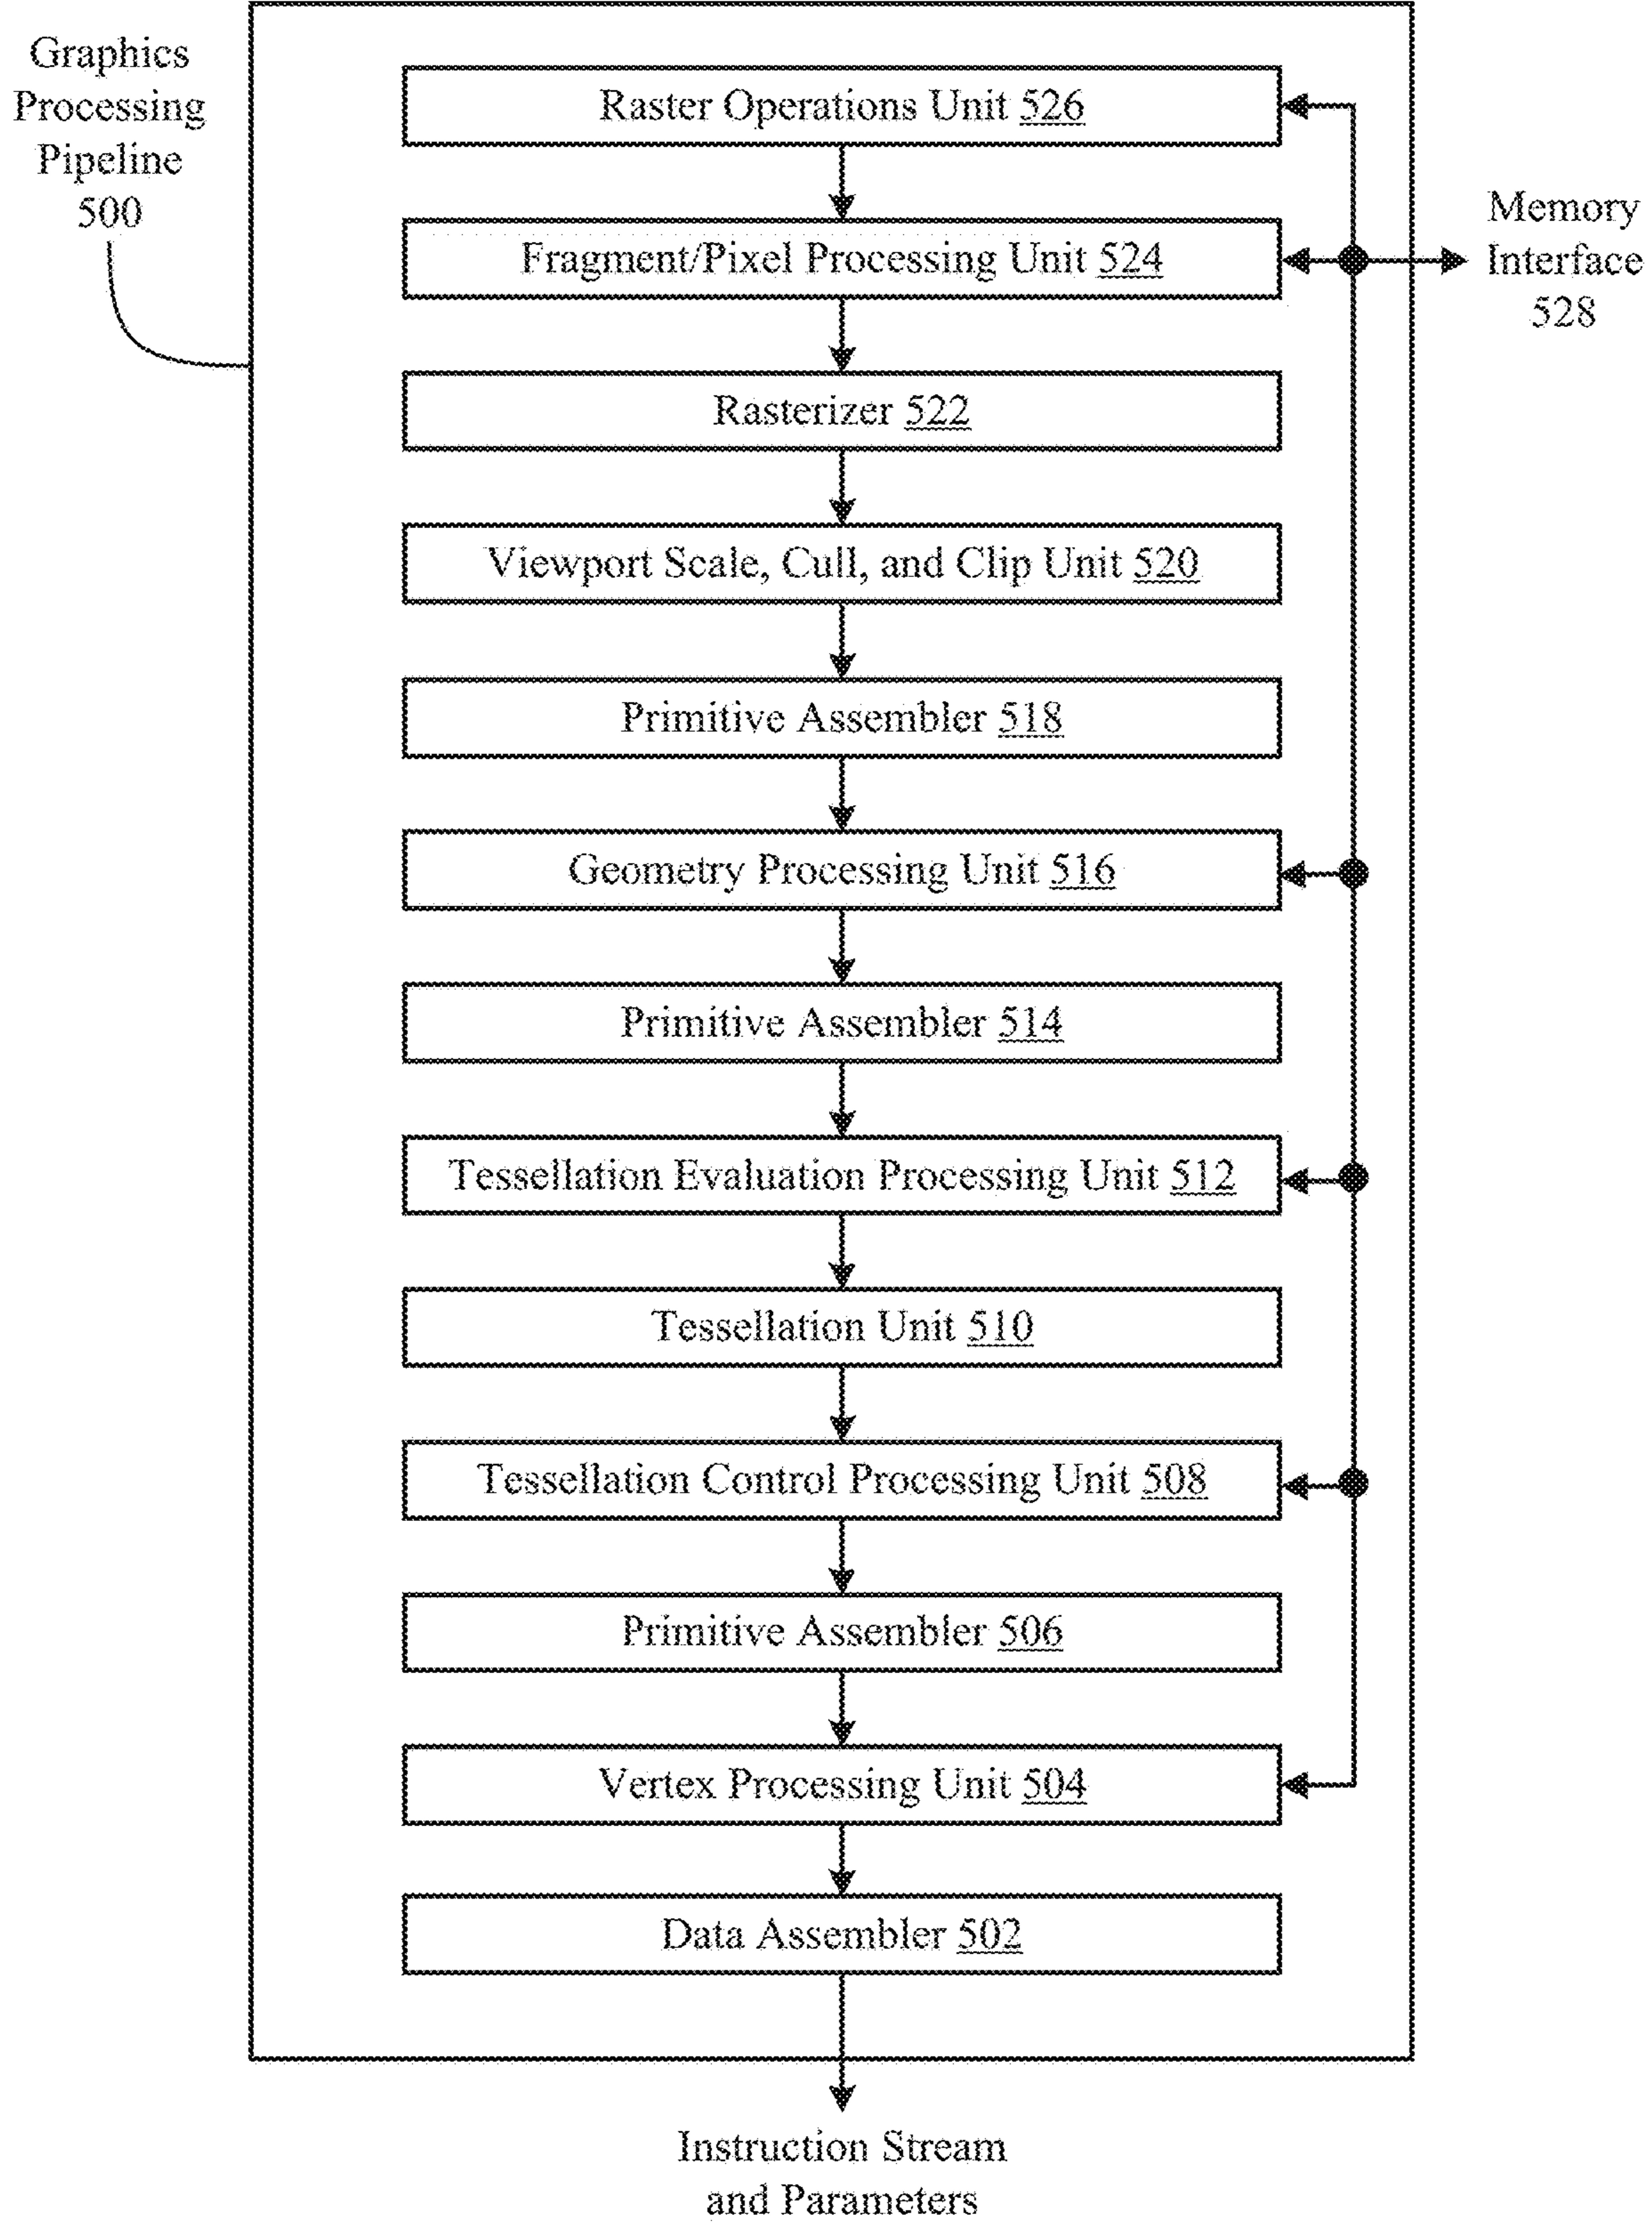 Graphics
Processing
Pipeline
500
Raster Operations Unit 526
Fragment/Pixel Processing Unit 524
Memory
Interface
528
Rasterizer 522
Viewport Scale, Cull, and Clip Unit 520
Primitive Assembler 518
Geometry Processing Unit 516
Primitive Assembler 514
Tessellation Evaluation Processing Unit 512
Tessellation Unit 510
Tessellation Control Processing Unit 508
Primitive Assembler 506
Vertex Processing Unit 504
Data Assembler 502
Instruction Stream
and Parameters